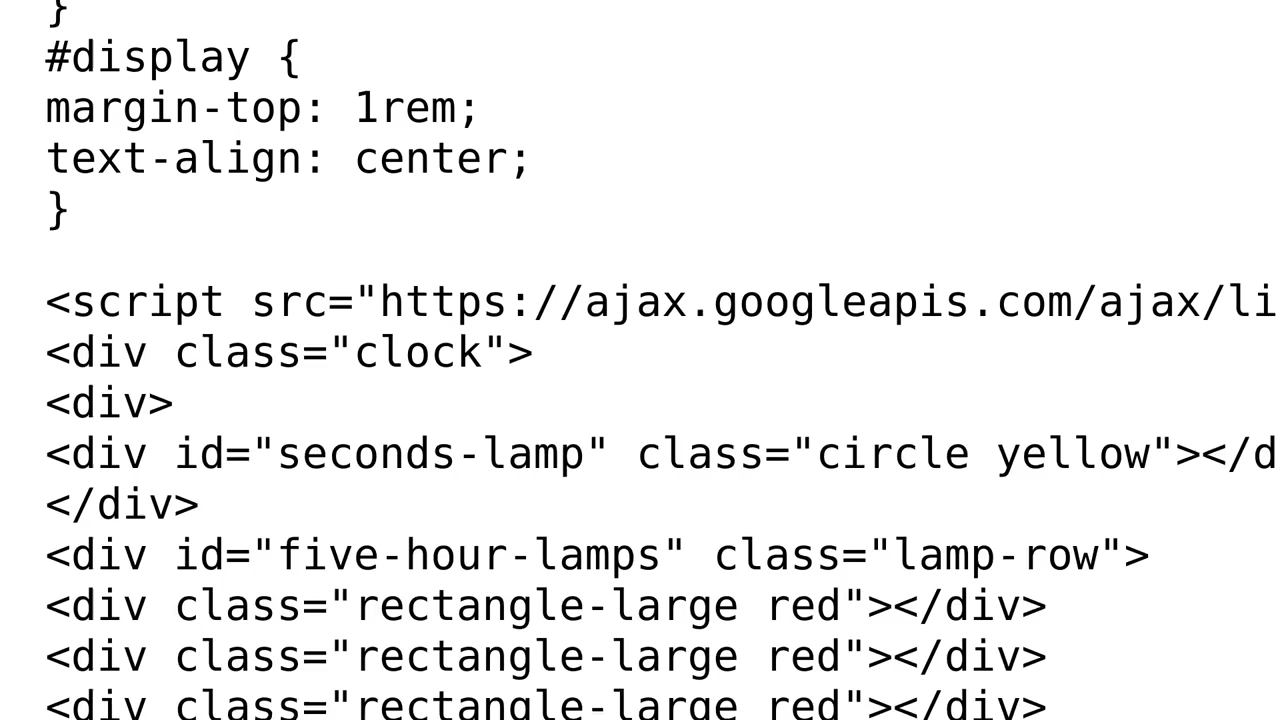 }
#display {
margin-top: 1rem;
text-align: center;
}
<script src="https://ajax.googleapis.com/ajax/li
<div class="clock">
<div>
<div id="seconds-lamp" class="circle yellow"></d
</div>
<div id="five-hour-lamps" class="lamp-row">
<div class="rectangle-large red"></div>
<div class="rectangle-large red"></div>
<div class="rectangle-large red"></div>